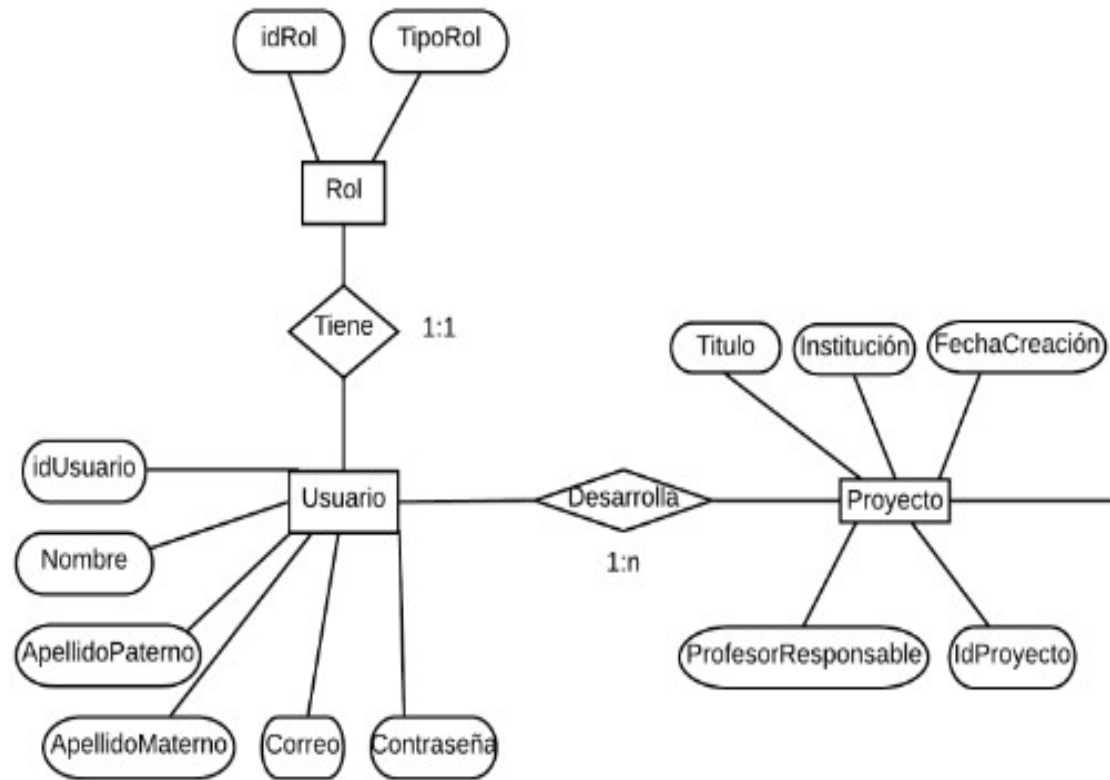 idRol
TipoRol
Rol
Tiene
1:1
Titulo
Institución
FechaCreación
idUsuario
Usuario
Desarrolla
Proyecto
Nombre
1:n
ApellidoPaterno
ProfesorResponsable
IdProyecto
ApellidoMaterno
Correo
Contraseña